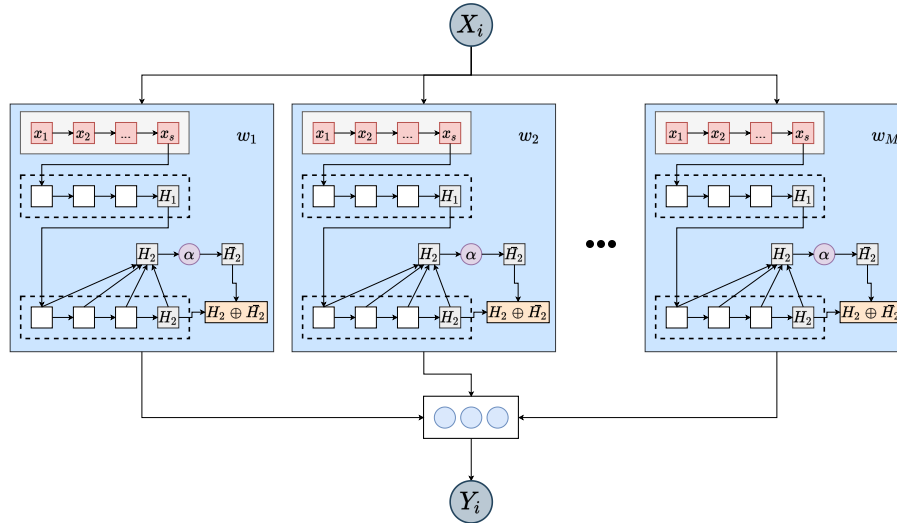 X_i
x_1 x_2 ... x_s w_1
H_1
H_2 α H̃_2
H_2 H_2 ⊕ H̃_2
x_1 x_2 ... x_s w_2
H_1
H_2 α H̃_2
H_2 H_2 ⊕ H̃_2
x_1 x_2 ... x_s w_M
H_1
H_2 α H̃_2
H_2 H_2 ⊕ H̃_2
Y_i